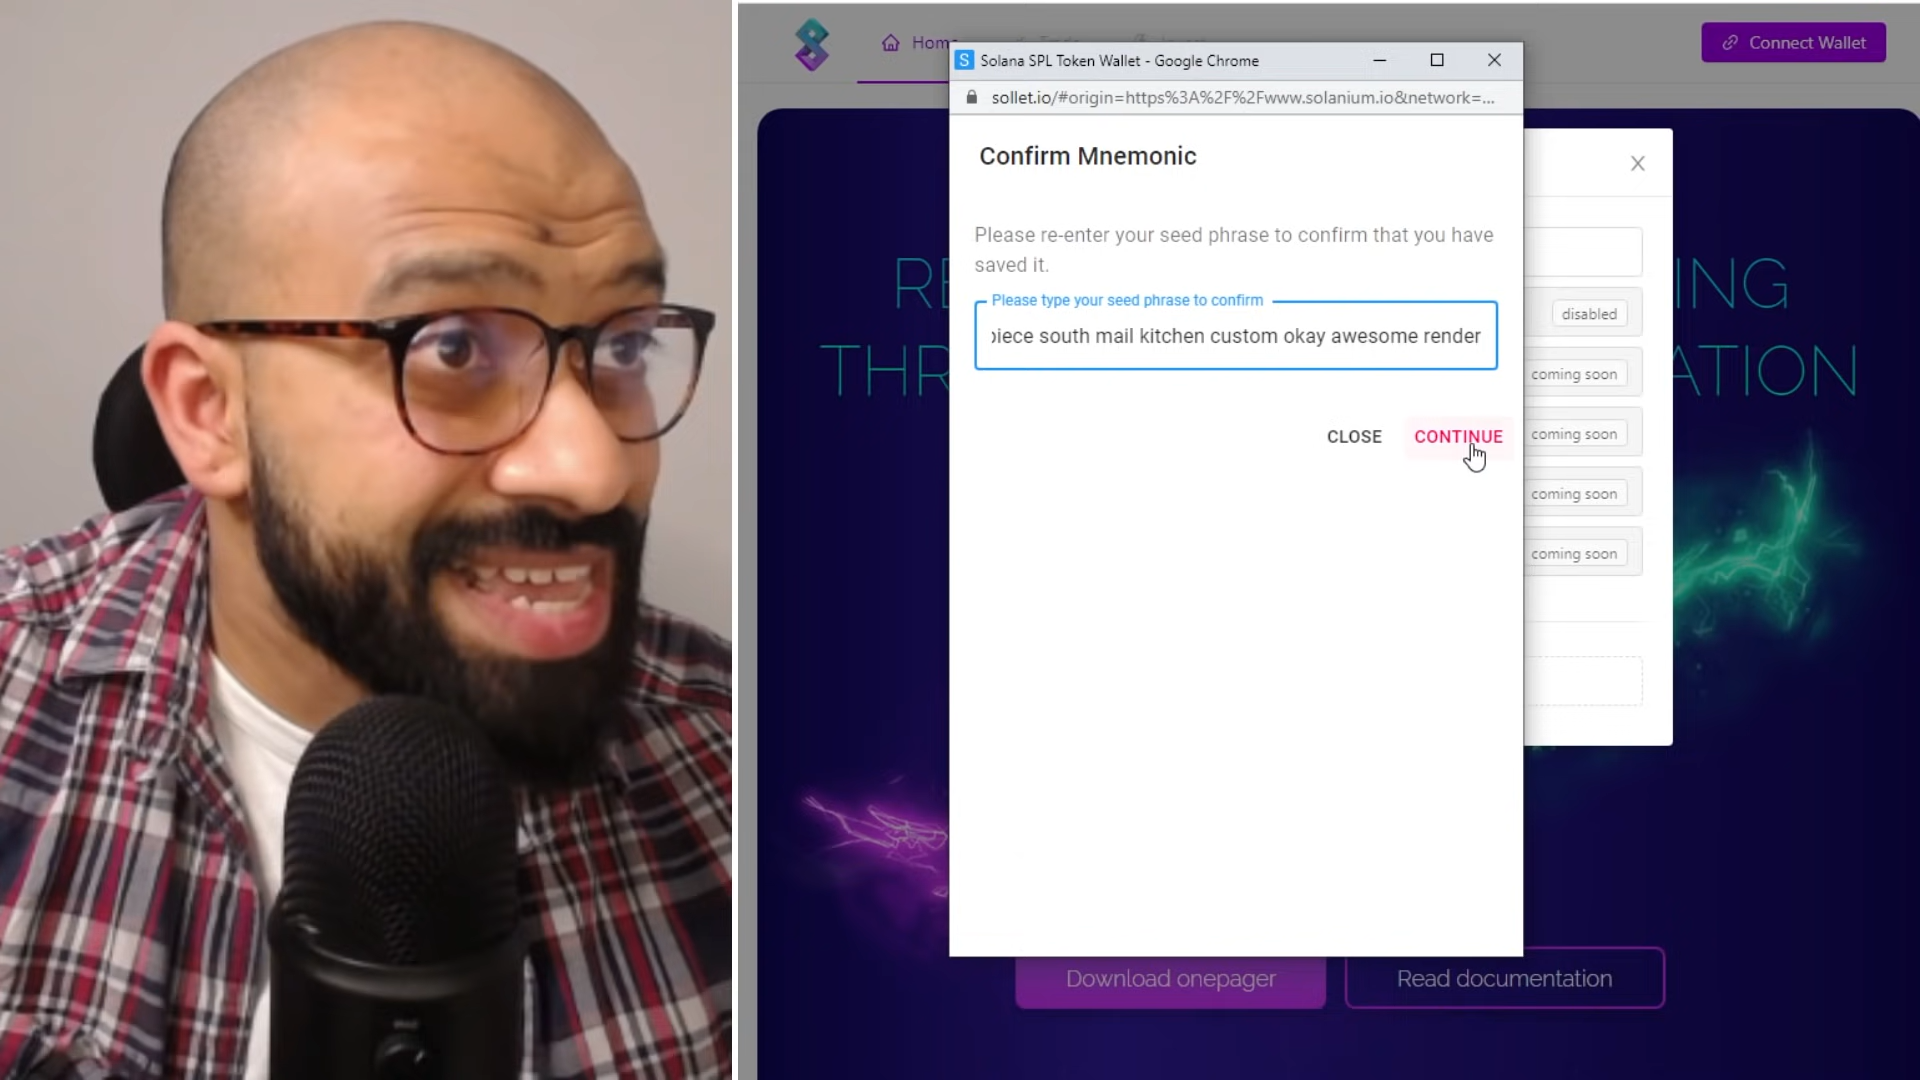 Home
Connect Wallet
S Solana SPL Token Wallet - Google Chrome
sollet.io/#origin=https%3A%2F%2Fwww.solanium.io&network=...
Confirm Mnemonic
Please re-enter your seed phrase to confirm that you have
saved it.
Please type your seed phrase to confirm
piece south mail kitchen custom okay awesome render
CLOSE CONTINUE
disabled
coming soon
coming soon
coming soon
coming soon
Download onepager
Read documentation